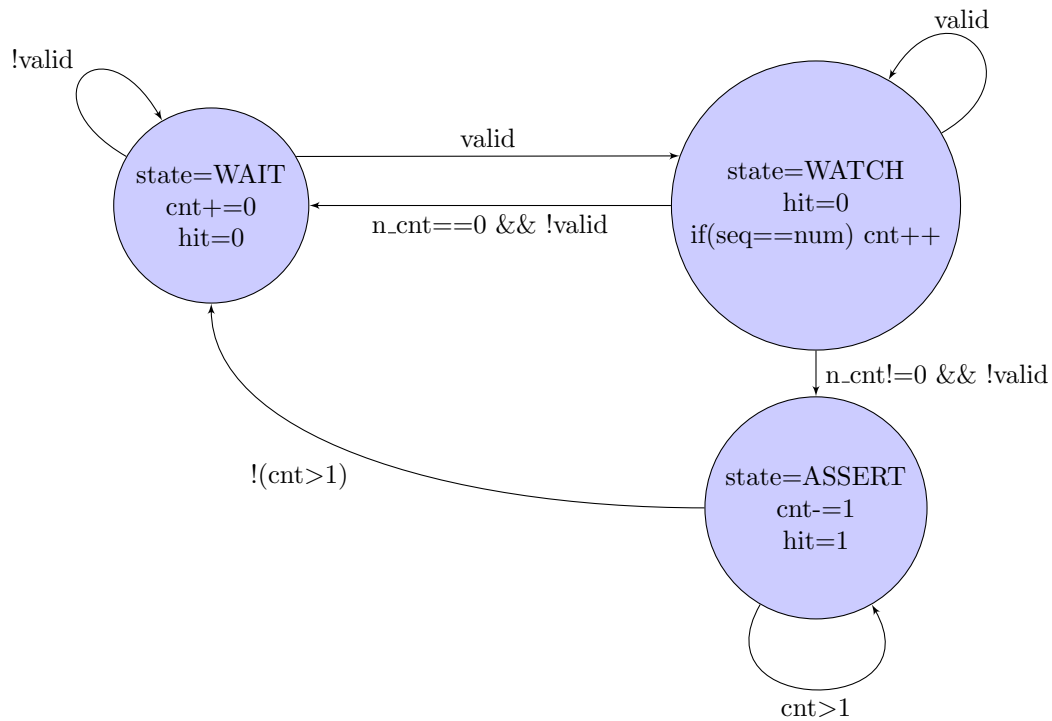 valid
!valid
valid
state=WAIT
cnt+=0
hit=0
state=WATCH
hit=0
if(seq==num) cnt++
n_cnt==0 && !valid
n_cnt!=0 && !valid
!(cnt>1)
state=ASSERT
cnt-=1
hit=1
cnt>1